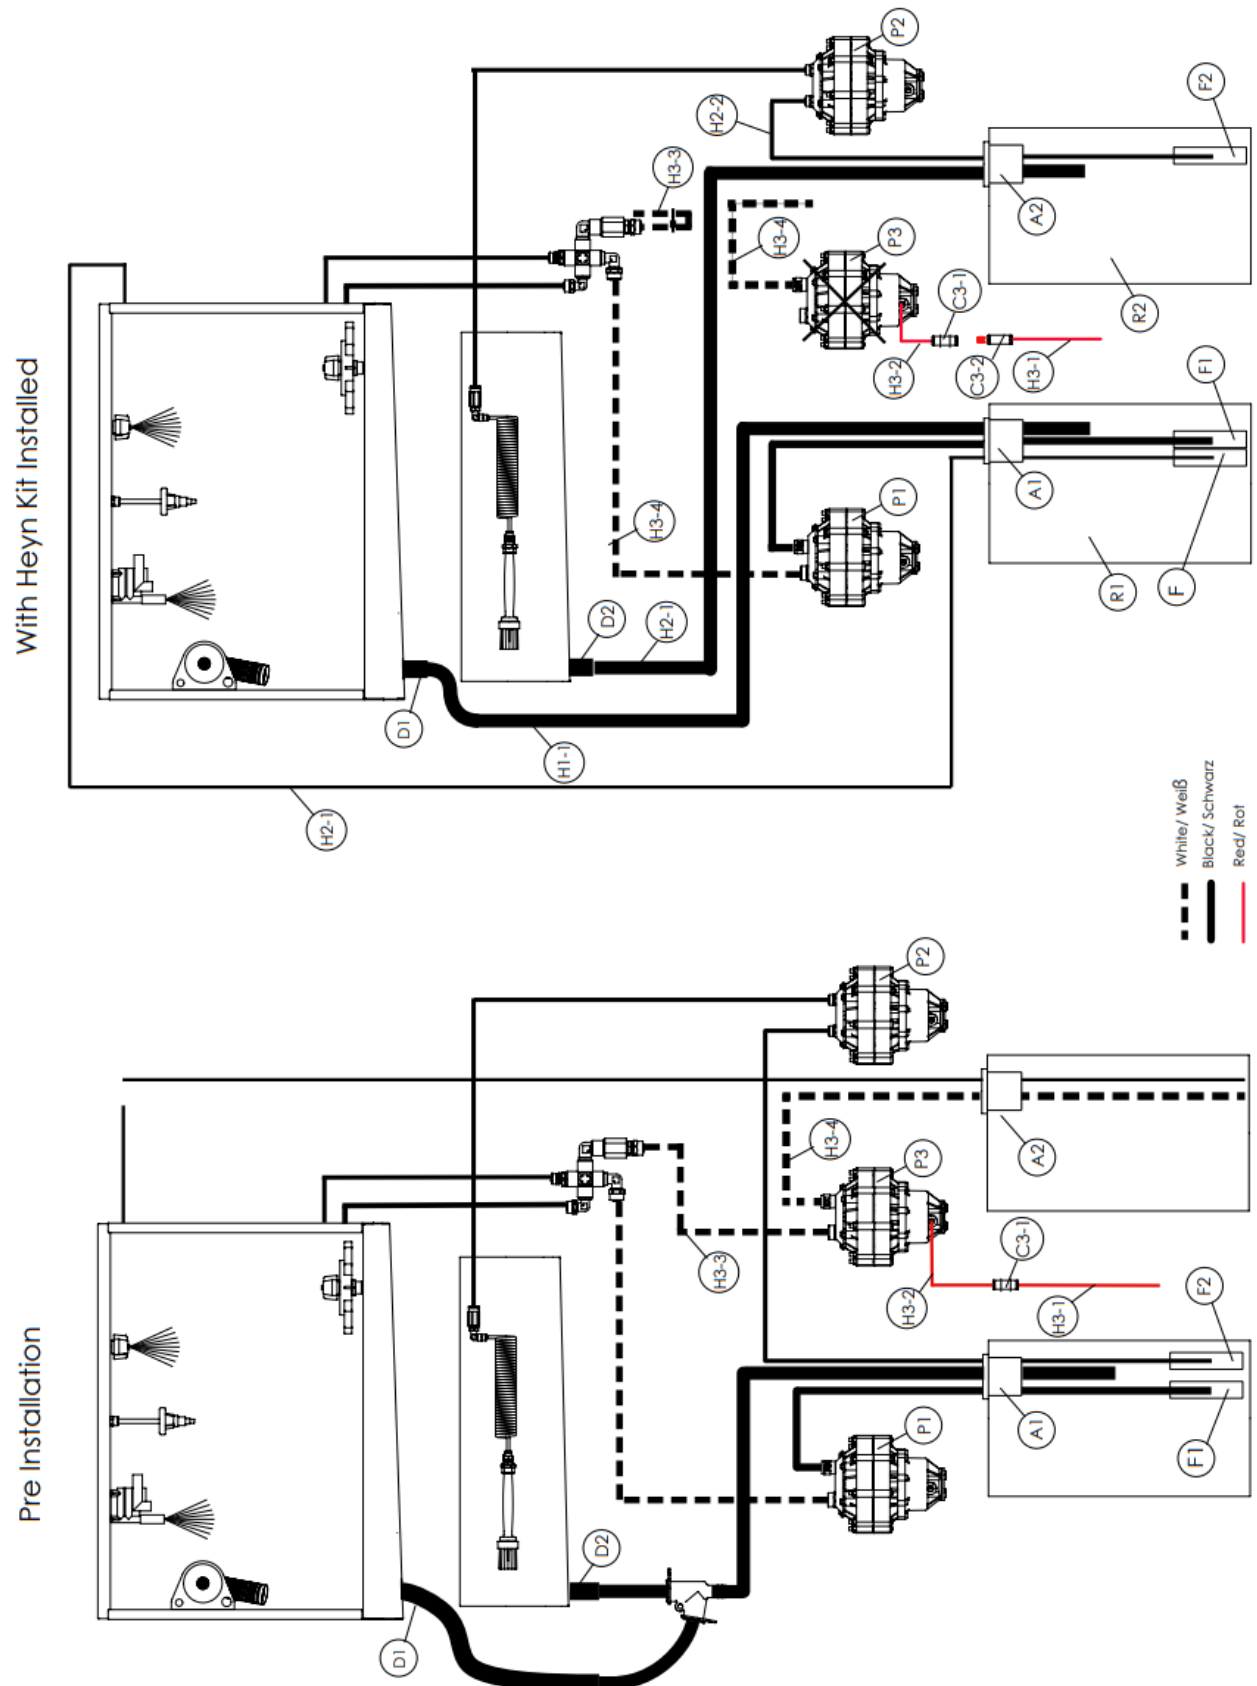 Pre Installation
D1
D2
H3-3
H3-4
H3-2
P1
P3
P2
C3-1
A1
A2
H3-1
F1
F2
White/ Weiß
Black/ Schwarz
Red/ Rot
With Heyn Kit Installed
H2-1
D1
H1-1
D2
H3-4
H2-1
H3-3
H2-2
H3-4
H3-2
P1
P3
P2
C3-1
C3-2
H3-1
A1
A2
R1
R2
F
F1
F2